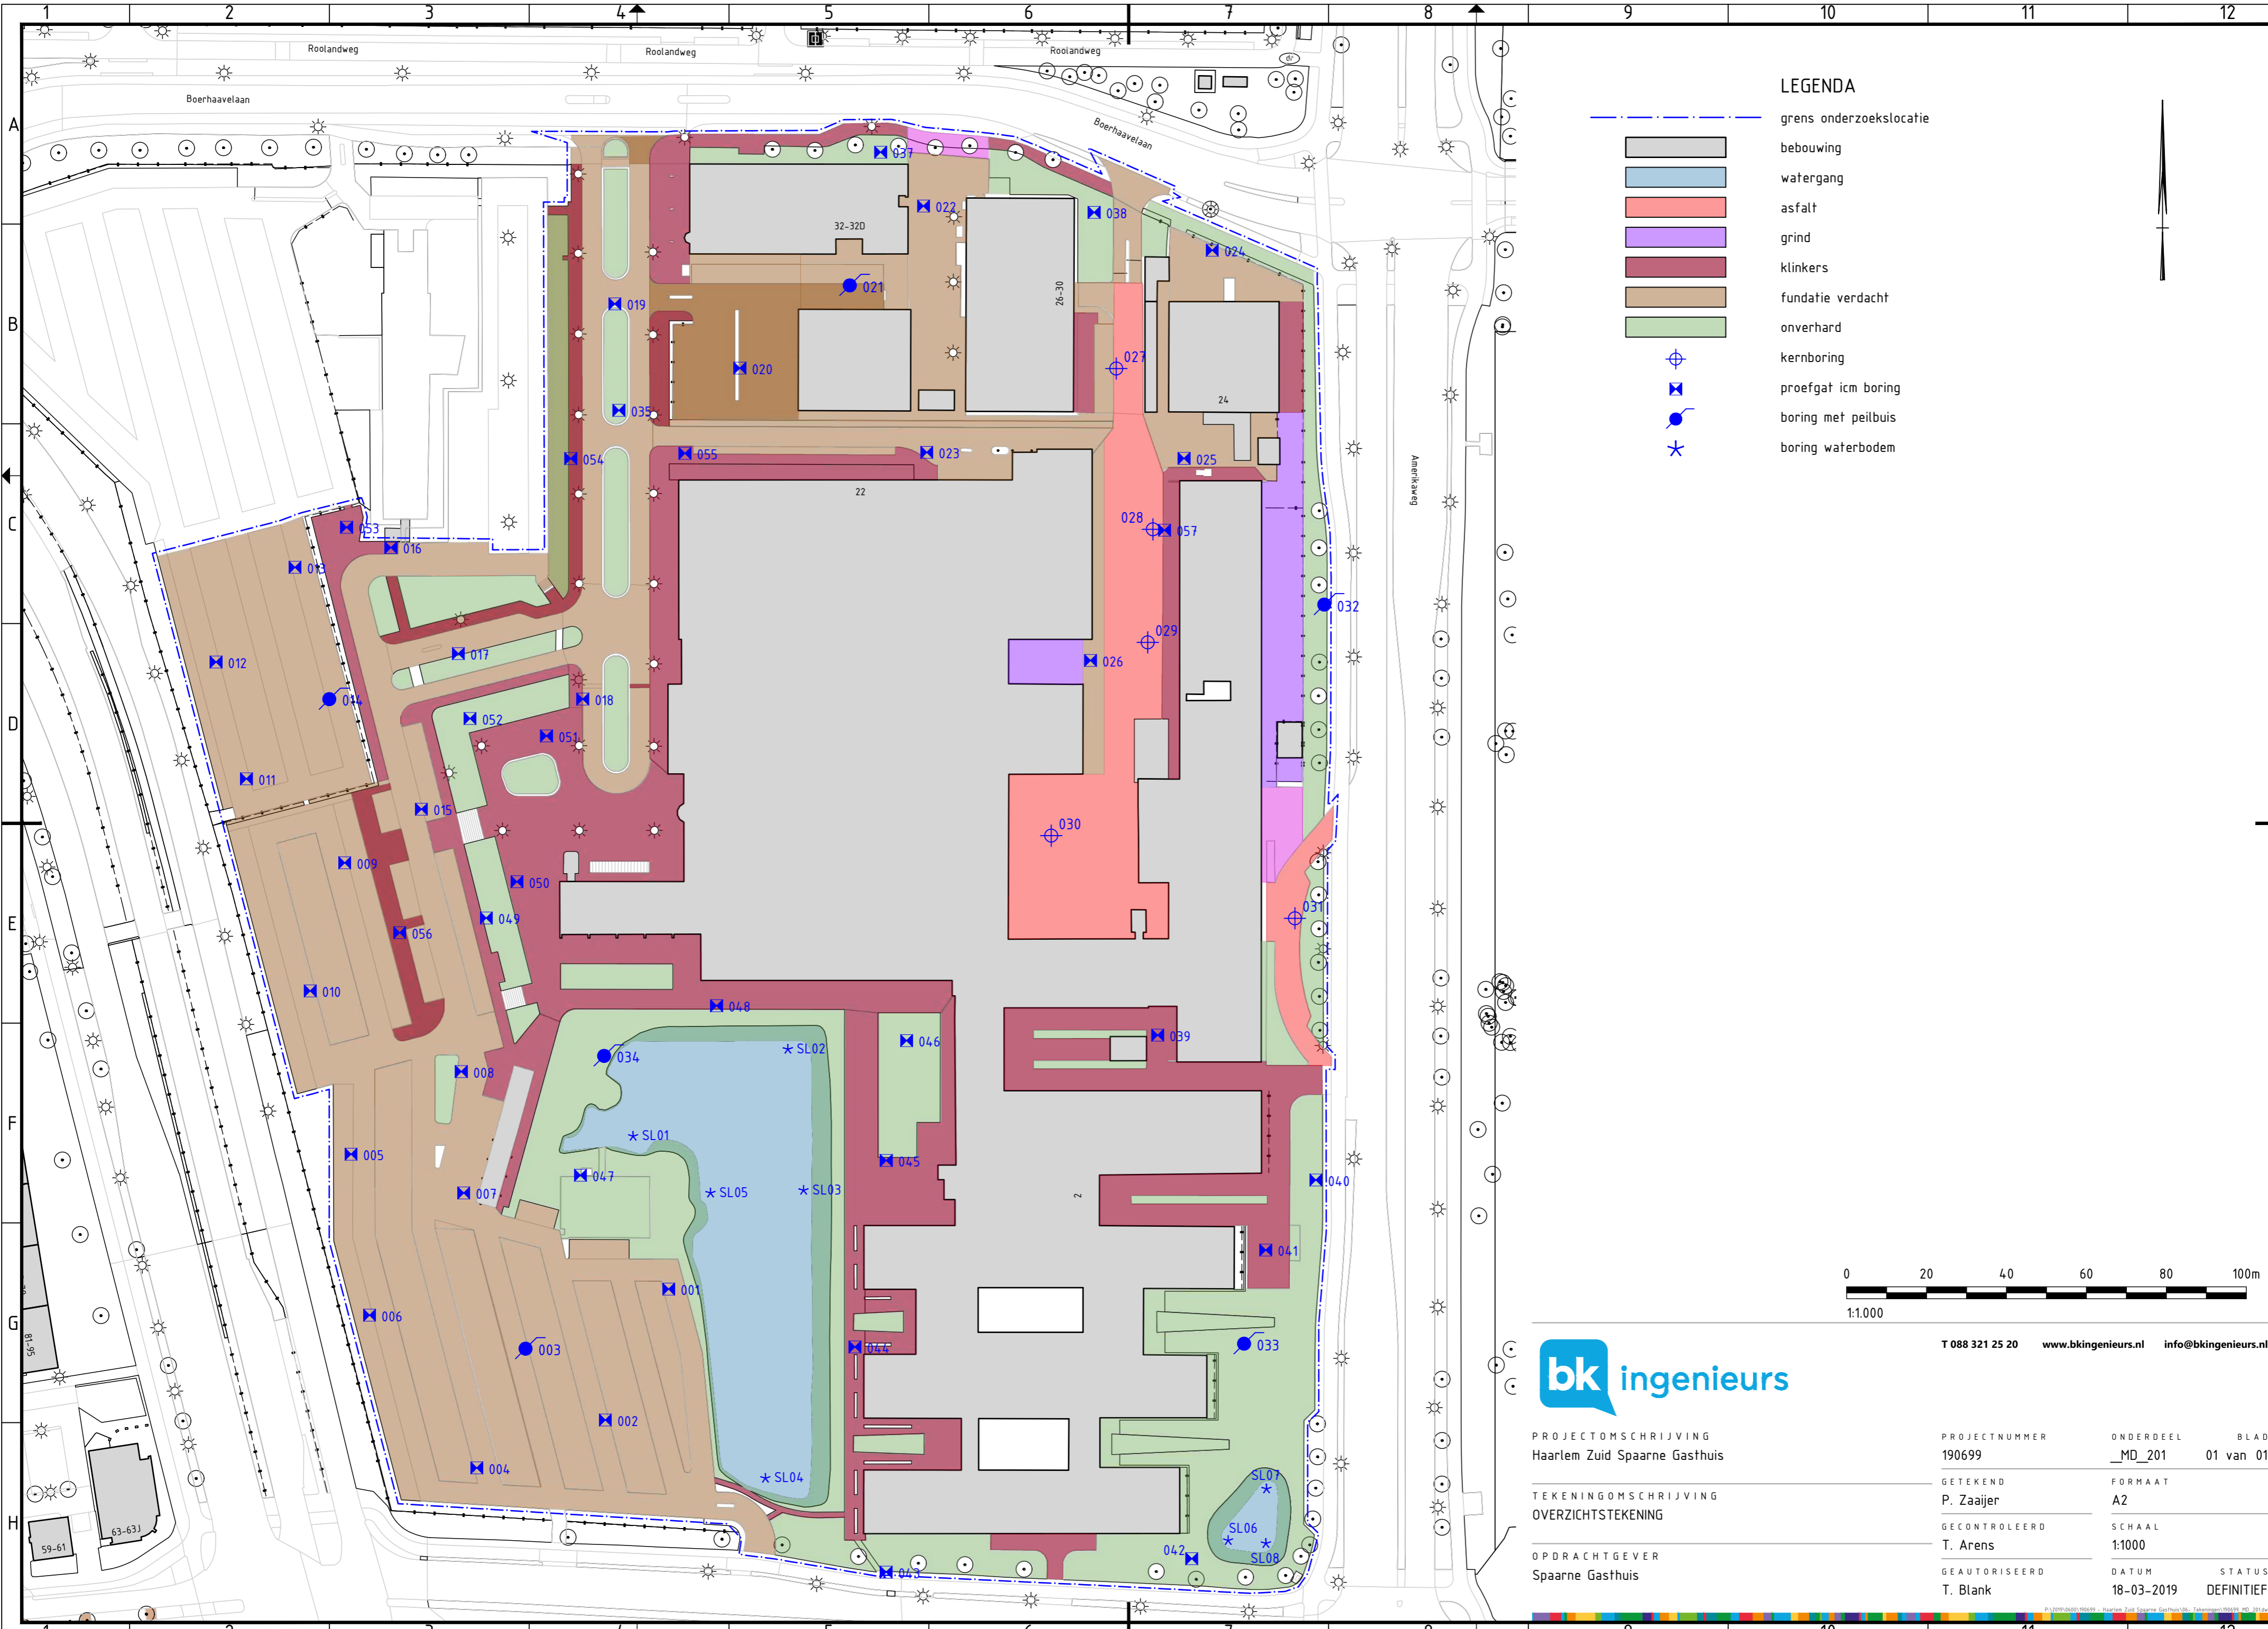 1 2 3 4 5 6 7 8 9 10 11 12
A
B
C
D
E
F
G
H
Roolandweg
Roolandweg
Roolandweg
Boerhaavelaan
Boerhaavelaan
Amerikaweg
LEGENDA
grens onderzoekslocatie
bebouwing
watergang
asfalt
grind
klinkers
fundatie verdacht
onverhard
kernboring
proefgat icm boring
boring met peilbuis
boring waterbodem
037
022
038
024
32-32D
26-30
021
019
027
020
035
24
054
055
023
025
22
053
016
028
057
013
032
029
017
026
012
014
018
052
051
011
015
030
009
050
049
031
056
010
048
039
046
034
SL02
008
SL01
005
045
047
SL05
SL03
007
2
040
041
001
006
003
044
033
81-95
002
004
SL04
SL07
SL06
SL08
042
043
63-63J
59-61
0 20 40 60 80 100m
1:1.000
bk ingenieurs
T 088 321 25 20 www.bkingenieurs.nl info@bkingenieurs.nl
PROJECTOMSCHRIJVING
Haarlem Zuid Spaarne Gasthuis
TEKENINGOMSCHRIJVING
OVERZICHTSTEKENING
OPDRACHTGEVER
Spaarne Gasthuis
PROJECTNUMMER ONDERDEEL BLAD
190699 _MD_201 01 van 01
GETEKEND FORMAAT
P. Zaaijer A2
GECONTROLEERD SCHAAL
T. Arens 1:1000
GEAUTORISEERD DATUM STATUS
T. Blank 18-03-2019 DEFINITIEF